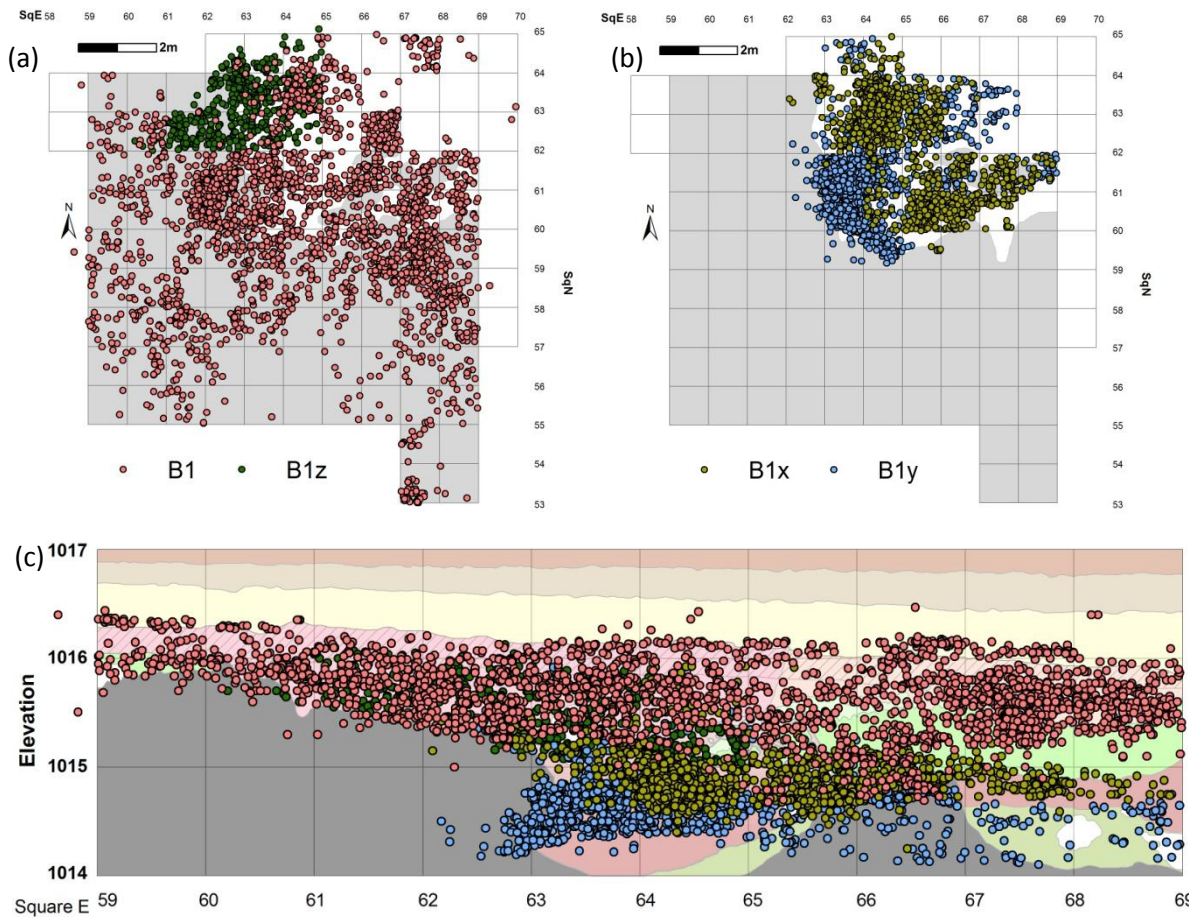 SqE 58 59 60 61 62 63 64 65 66 67 68 69 70
(a)
2m
65
64
63
62
61
60
59
58
57
56
55
54
53
N
SqN
B1 B1z
SqE 58 59 60 61 62 63 64 65 66 67 68 69 70
(b)
2m
65
64
63
62
61
60
59
58
57
56
55
54
53
N
SqN
B1x B1y
(c)
1017
1016
1015
1014
Elevation
Square E 59 60 61 62 63 64 65 66 67 68 69